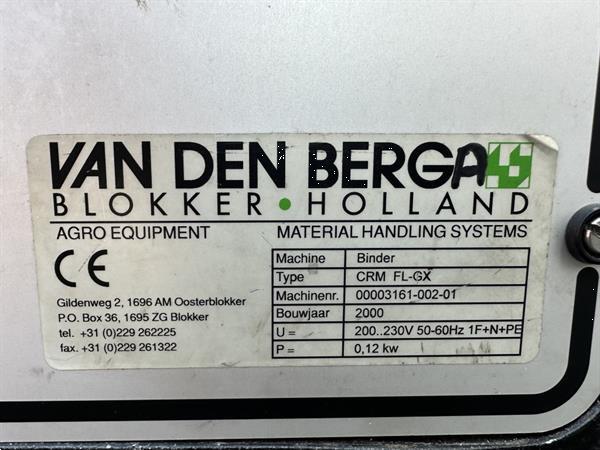 VAN DEN BERG A
BLOKKER • HOLLAND
AGRO EQUIPMENT MATERIAL HANDLING SYSTEMS
CE
Gildenweg 2, 1696 AM Oosterblokker
P.O. Box 36, 1695 ZG Blokker
tel. +31 (0)229 262225
fax. +31 (0)229 261322
Machine Binder
Type CRM FL-GX
Machinenr. 00003161-002-01
Bouwjaar 2000
U = 200..230V 50-60Hz 1F+N+PE
P = 0,12 kw